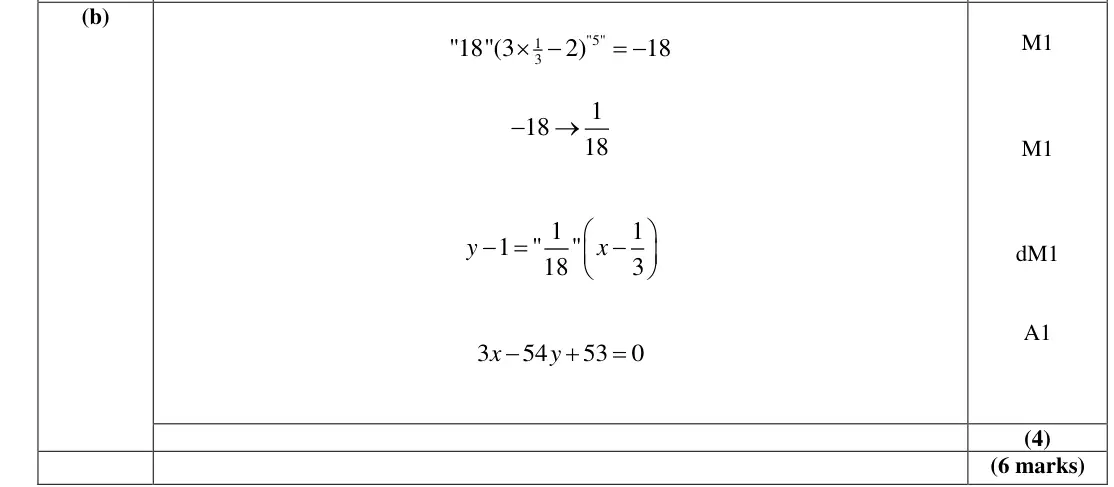 (b)
"18"(3 × 1/3 − 2)^"5" = −18 M1
−18 → 1/18 M1
y − 1 = "1/18"(x − 1/3) dM1
3x − 54y + 53 = 0 A1
(4)
(6 marks)